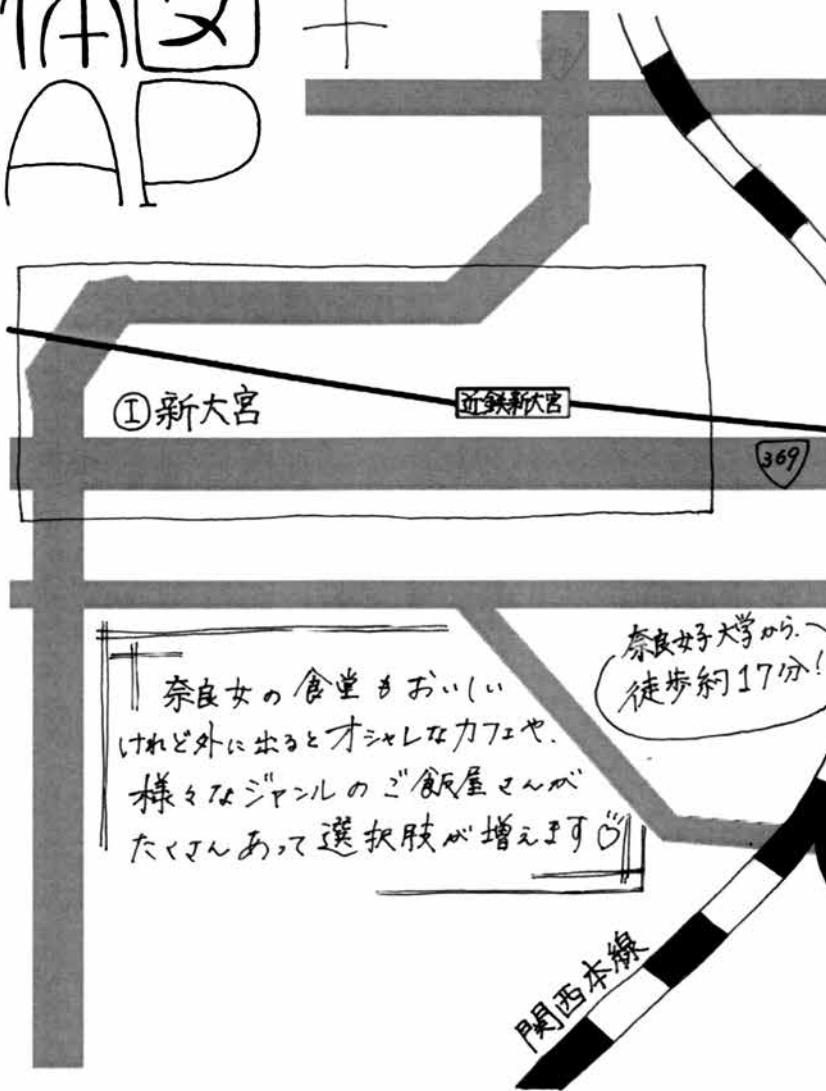 AP
①新大宮
近鉄新大宮
369
奈良女子大学から
徒歩約17分!
奈良女の食堂もおいしい
けれど外に出るとオシャレなカフェや、
様々なジャンルのご飯屋さんが
たくさんあって選択肢が増えます♡
関西本線